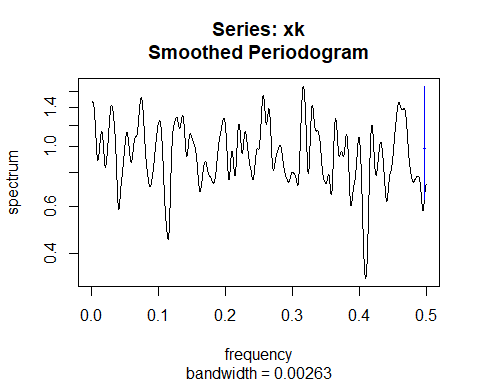 Series: xk
Smoothed Periodogram
spectrum
1.4
1.0
0.6
0.4
0.0 0.1 0.2 0.3 0.4 0.5
frequency
bandwidth = 0.00263